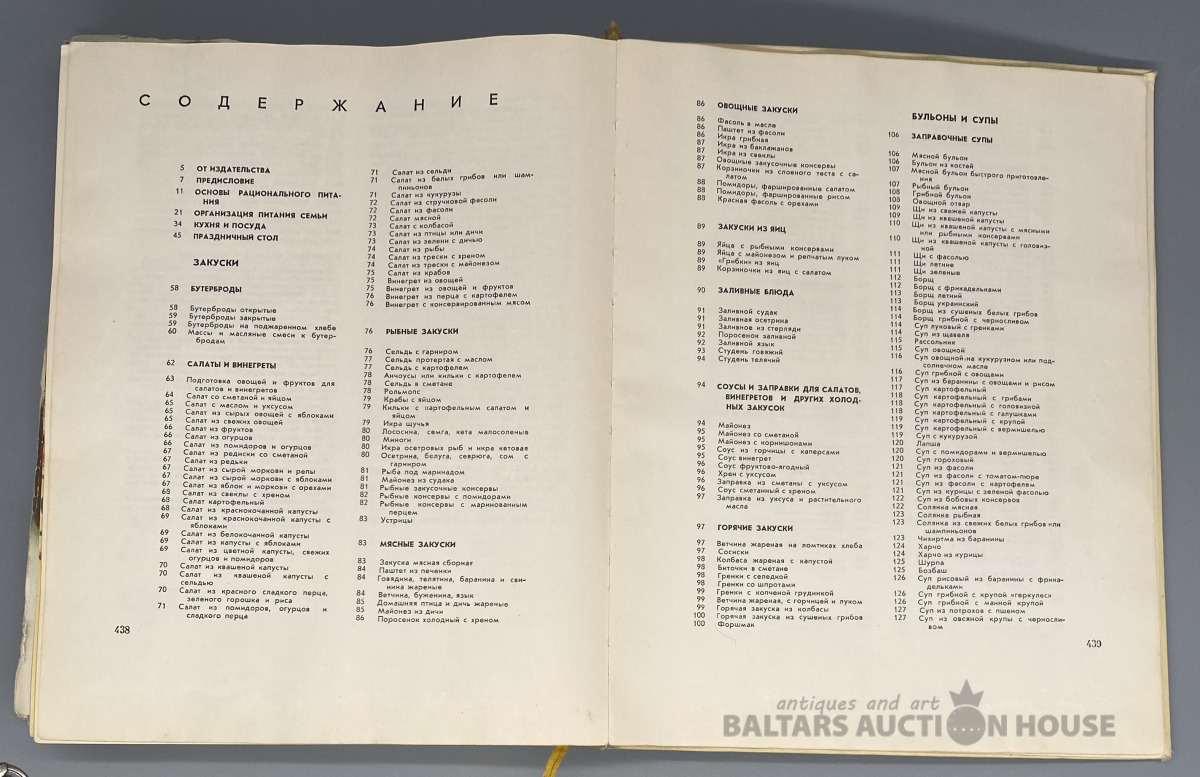 СОДЕРЖАНИЕ
5 ОТ ИЗДАТЕЛЬСТВА
7 ПРЕДИСЛОВИЕ
11 ОСНОВЫ РАЦИОНАЛЬНОГО ПИТА-
НИЯ
21 ОРГАНИЗАЦИЯ ПИТАНИЯ СЕМЬИ
34 КУХНЯ И ПОСУДА
45 ПРАЗДНИЧНЫЙ СТОЛ
ЗАКУСКИ
58 БУТЕРБРОДЫ
58 Бутерброды открытые
59 Бутерброды закрытые
59 Бутерброды на поджаренном хлебе
60 Массы и масляные смеси к бутер-
бродам
62 САЛАТЫ И ВИНЕГРЕТЫ
63 Подготовка овощей и фруктов для
салатов и винегретов
64 Салат со сметаной и яйцом
65 Салат с маслом и уксусом
65 Салат из сырых овощей с яблоками
65 Салат из свежих овощей
66 Салат из фруктов
66 Салат из огурцов
66 Салат из помидоров и огурцов
67 Салат из редиски со сметаной
67 Салат из редьки
67 Салат из сырой моркови и репы
67 Салат из сырой моркови с яблоками
67 Салат из яблок и моркови с орехами
68 Салат из свеклы с хреном
68 Салат картофельный
68 Салат из краснокочанной капусты
69 Салат из краснокочанной капусты с
яблоками
69 Салат из белокочанной капусты
69 Салат из капусты с яблоками
69 Салат из цветной капусты, свежих
огурцов и помидоров
70 Салат из квашеной капусты
70 Салат из квашеной капусты с
сельдью
70 Салат из красного сладкого перца,
зеленого горошка и риса
71 Салат из помидоров, огурцов и
сладкого перца
438
71 Салат из сельди
71 Салат из белых грибов или шам-
пиньонов
71 Салат из кукурузы
72 Салат из стручковой фасоли
72 Салат из фасоли
72 Салат мясной
73 Салат с колбасой
73 Салат из птицы или дичи
73 Салат из зелени с дичью
74 Салат из рыбы
74 Салат из трески с хреном
74 Салат из трески с майонезом
75 Салат из крабов
75 Винегрет из овощей
75 Винегрет из овощей и фруктов
76 Винегрет из перца с картофелем
76 Винегрет с консервированным мясом
76 РЫБНЫЕ ЗАКУСКИ
76 Сельдь с гарниром
77 Сельдь протертая с маслом
77 Сельдь с картофелем
78 Анчоусы или кильки с картофелем
78 Сельдь в сметане
78 Рольмопс
79 Крабы с яйцом
79 Кильки с картофельным салатом и
яйцом
79 Икра щучья
80 Лососина, семга, кета малосоленые
80 Миноги
80 Икра осетровых рыб и икра кетовая
80 Осетрина, белуга, севрюга, сом с
гарниром
81 Рыба под маринадом
81 Майонез из судака
81 Рыбные закусочные консервы
82 Рыбные консервы с помидорами
82 Рыбные консервы с маринованным
перцем
83 Устрицы
83 МЯСНЫЕ ЗАКУСКИ
83 Закуска мясная сборная
84 Паштет из печенки
84 Говядина, телятина, баранина и сви-
нина жареные
84 Ветчина, буженина, язык
85 Домашняя птица и дичь жареные
85 Майонез из дичи
86 Поросенок холодный с хреном
86 ОВОЩНЫЕ ЗАКУСКИ
86 Фасоль в масле
86 Паштет из фасоли
86 Икра грибная
87 Икра из баклажанов
87 Икра из свеклы
87 Овощные закусочные консервы
87 Корзиночки из слоеного теста с са-
латом
88 Помидоры, фаршированные салатом
88 Помидоры, фаршированные рисом
88 Красная фасоль с орехами
89 ЗАКУСКИ ИЗ ЯИЦ
89 Яйца с рыбными консервами
89 Яйца с майонезом и репчатым луком
89 «Грибки» из яиц
89 Корзиночки из яиц с салатом
90 ЗАЛИВНЫЕ БЛЮДА
91 Заливной судак
91 Заливная осетрина
91 Заливное из стерляди
92 Поросенок заливной
92 Заливной язык
93 Студень говяжий
94 Студень телячий
94 СОУСЫ И ЗАПРАВКИ ДЛЯ САЛАТОВ,
ВИНЕГРЕТОВ И ДРУГИХ ХОЛОД-
НЫХ ЗАКУСОК
94 Майонез
95 Майонез со сметаной
95 Майонез с корнишонами
95 Соус из горчицы с каперсами
95 Соус винегрет
96 Соус фруктово-ягодный
96 Хрен с уксусом
96 Заправка из сметаны с уксусом
96 Соус сметанный с хреном
97 Заправка из уксуса и растительного
масла
97 ГОРЯЧИЕ ЗАКУСКИ
97 Ветчина жареная на ломтиках хлеба
97 Сосиски
98 Колбаса жареная с капустой
98 Биточки в сметане
98 Гренки с селедкой
98 Гренки со шпротами
99 Гренки с копченой грудинкой
99 Ветчина жареная, с горчицей и луком
99 Горячая закуска из колбасы
100 Горячая закуска из сушеных грибов
100 Форшмак
БУЛЬОНЫ И СУПЫ
106 ЗАПРАВОЧНЫЕ СУПЫ
106 Мясной бульон
106 Бульон из костей
107 Мясной бульон быстрого приготовле-
ния
107 Рыбный бульон
108 Грибной бульон
108 Овощной отвар
109 Щи из свежей капусты
109 Щи из квашеной капусты
110 Щи из квашеной капусты с мясными
или рыбными консервами
110 Щи из квашеной капусты с головиз-
ной
111 Щи с фасолью
111 Щи летние
111 Щи зеленые
112 Борщ
112 Борщ с фрикадельками
113 Борщ летний
113 Борщ украинский
114 Борщ из сушеных белых грибов
114 Борщ грибной с черносливом
114 Суп луковый с гренками
114 Суп из щавеля
115 Рассольник
115 Суп овощной
116 Суп овощной на кукурузном или под-
солнечном масле
116 Суп грибной с овощами
117 Суп из баранины с овощами и рисом
117 Суп картофельный
118 Суп картофельный с грибами
118 Суп картофельный с головизной
118 Суп картофельный с галушками
119 Суп картофельный с крупой
119 Суп картофельный с вермишелью
119 Суп с кукурузой
120 Лапша
120 Суп с помидорами и вермишелью
120 Суп гороховый
121 Суп из фасоли
121 Суп из фасоли с томатом-пюре
121 Суп из фасоли с картофелем
121 Суп из курицы с зеленой фасолью
122 Суп из бобовых консервов
122 Солянка мясная
123 Солянка рыбная
123 Солянка из свежих белых грибов или
шампиньонов
123 Чихиртма из баранины
124 Харчо
124 Харчо из курицы
125 Шурпа
125 Бозбаш
126 Суп рисовый из баранины с фрика-
дельками
126 Суп грибной с крупой «геркулес»
126 Суп грибной с манной крупой
127 Суп из потрохов с пшеном
127 Суп из овсяной крупы с черносли-
вом
439
antiques and art
BALTARS AUCTION HOUSE